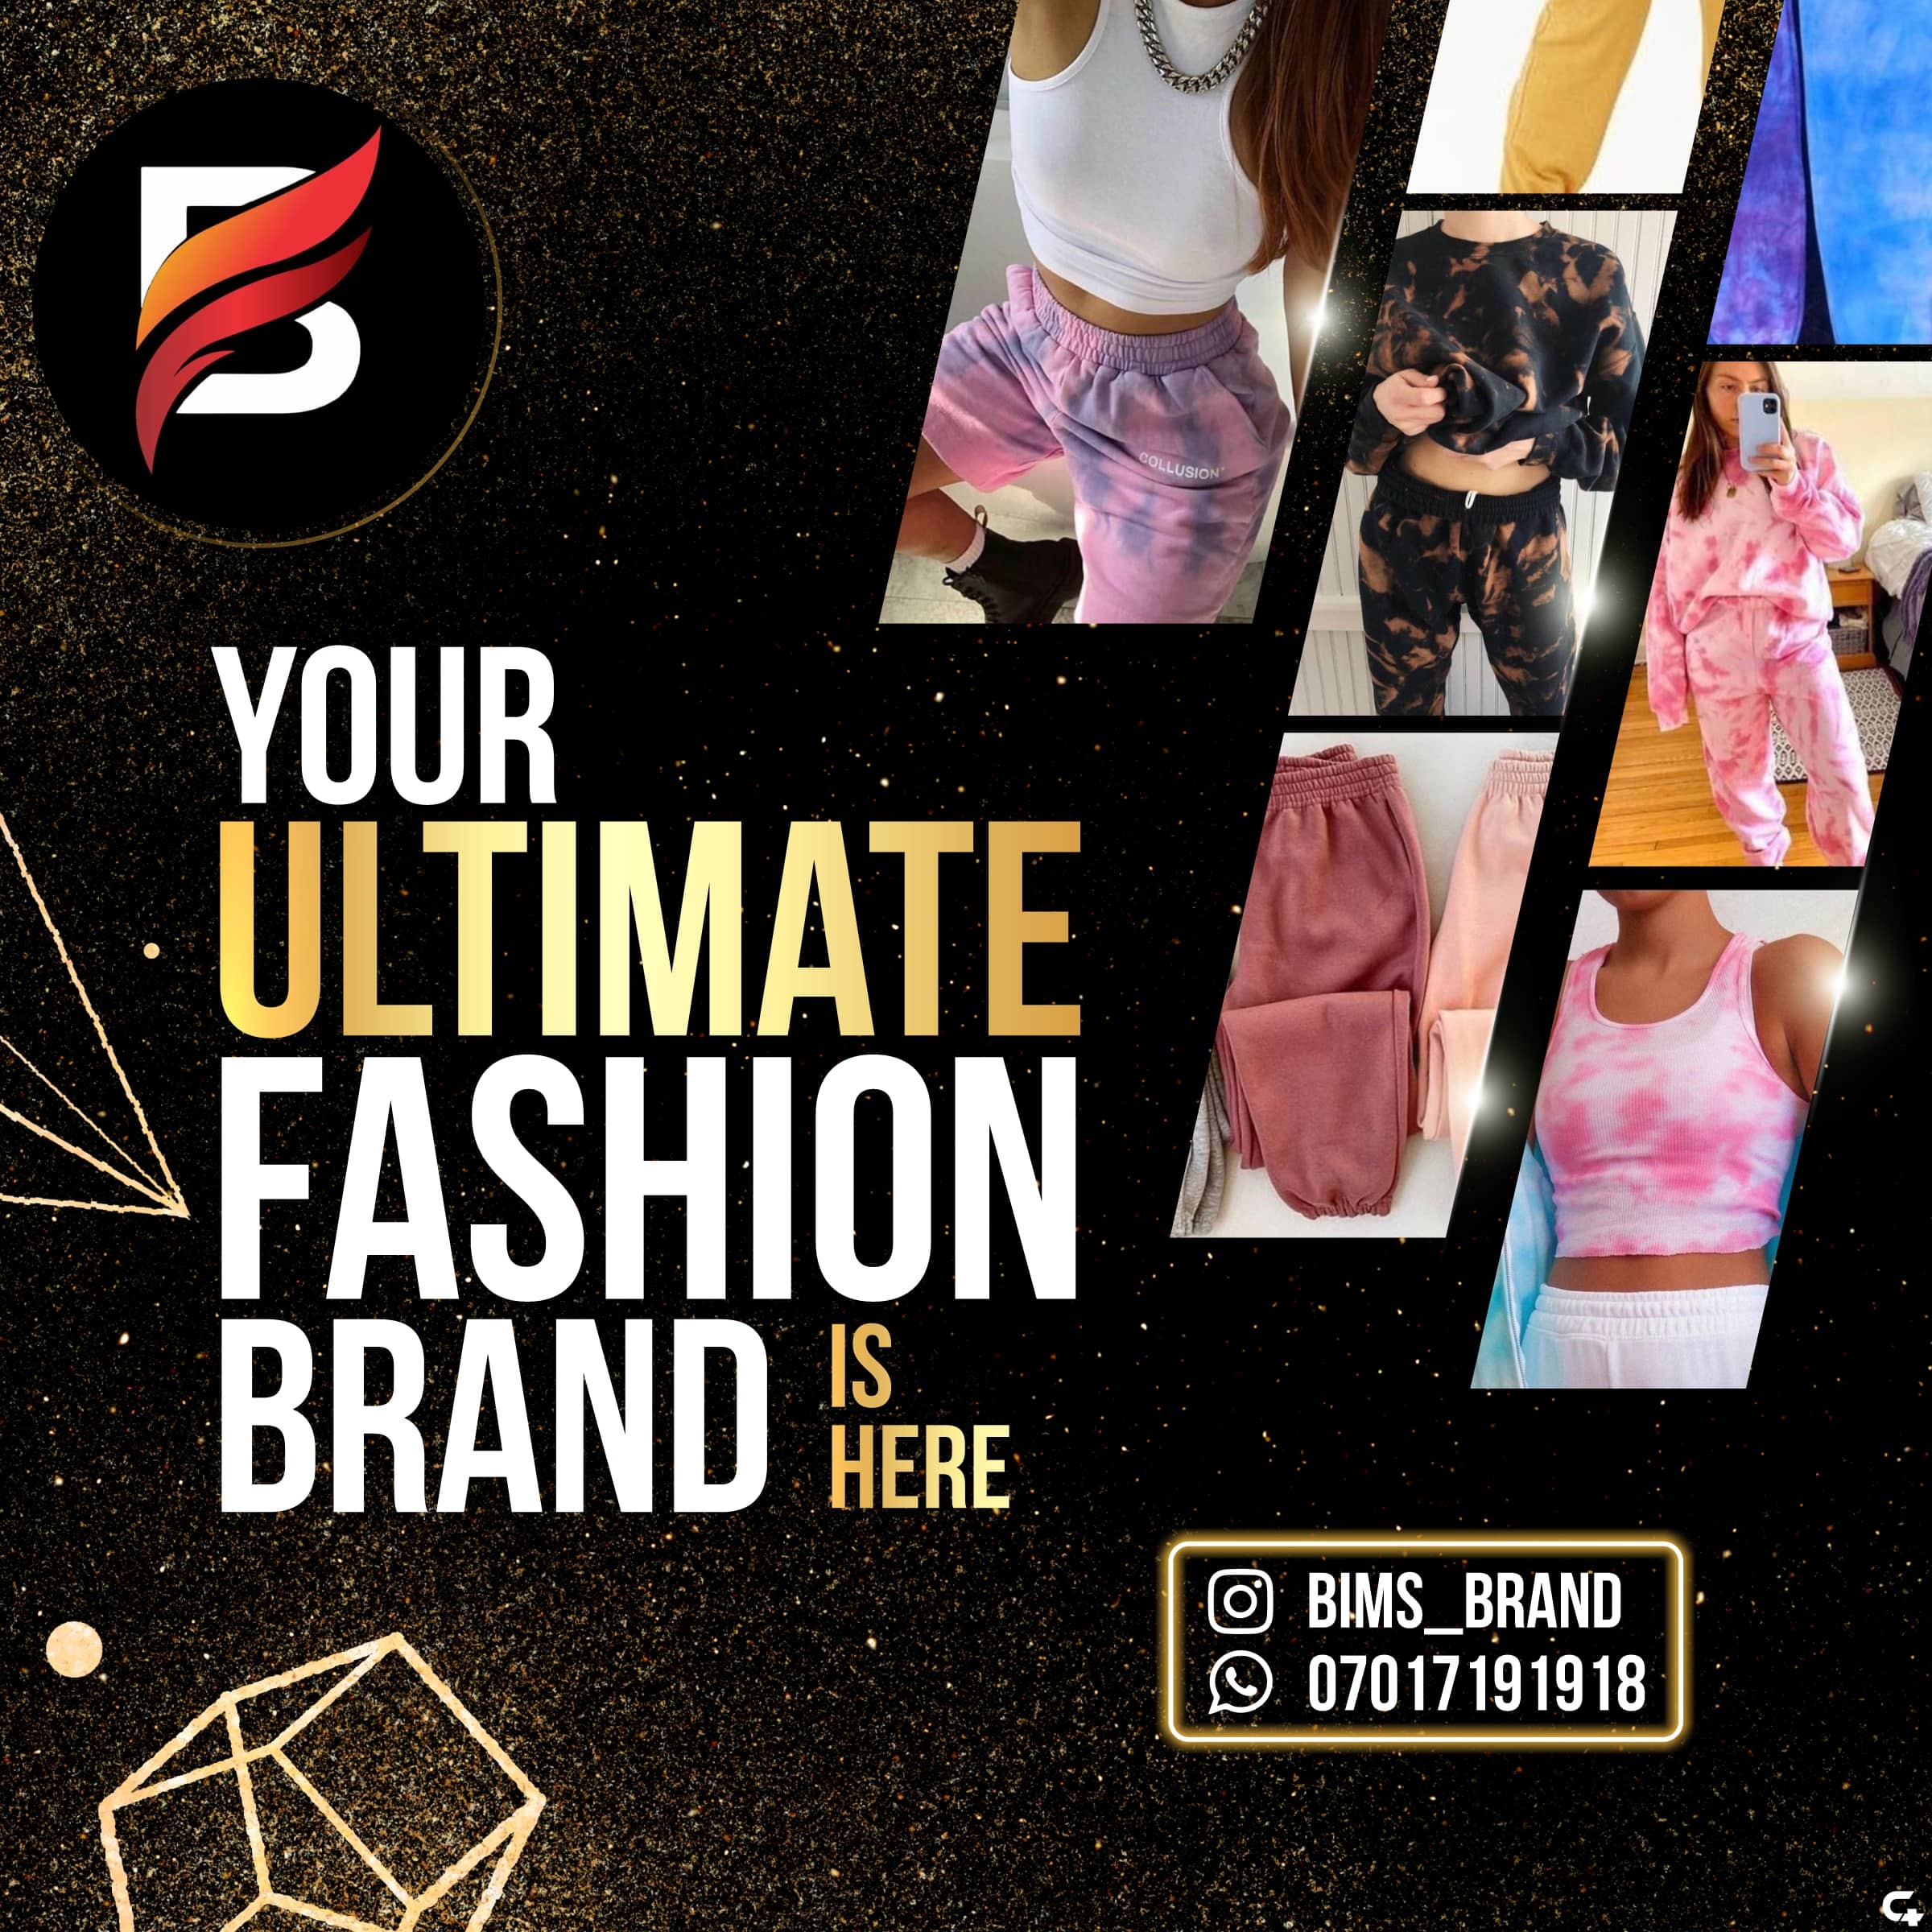 B
COLLUSION
YOUR
ULTIMATE
FASHION
BRAND
IS
HERE
BIMS_BRAND
07017191918